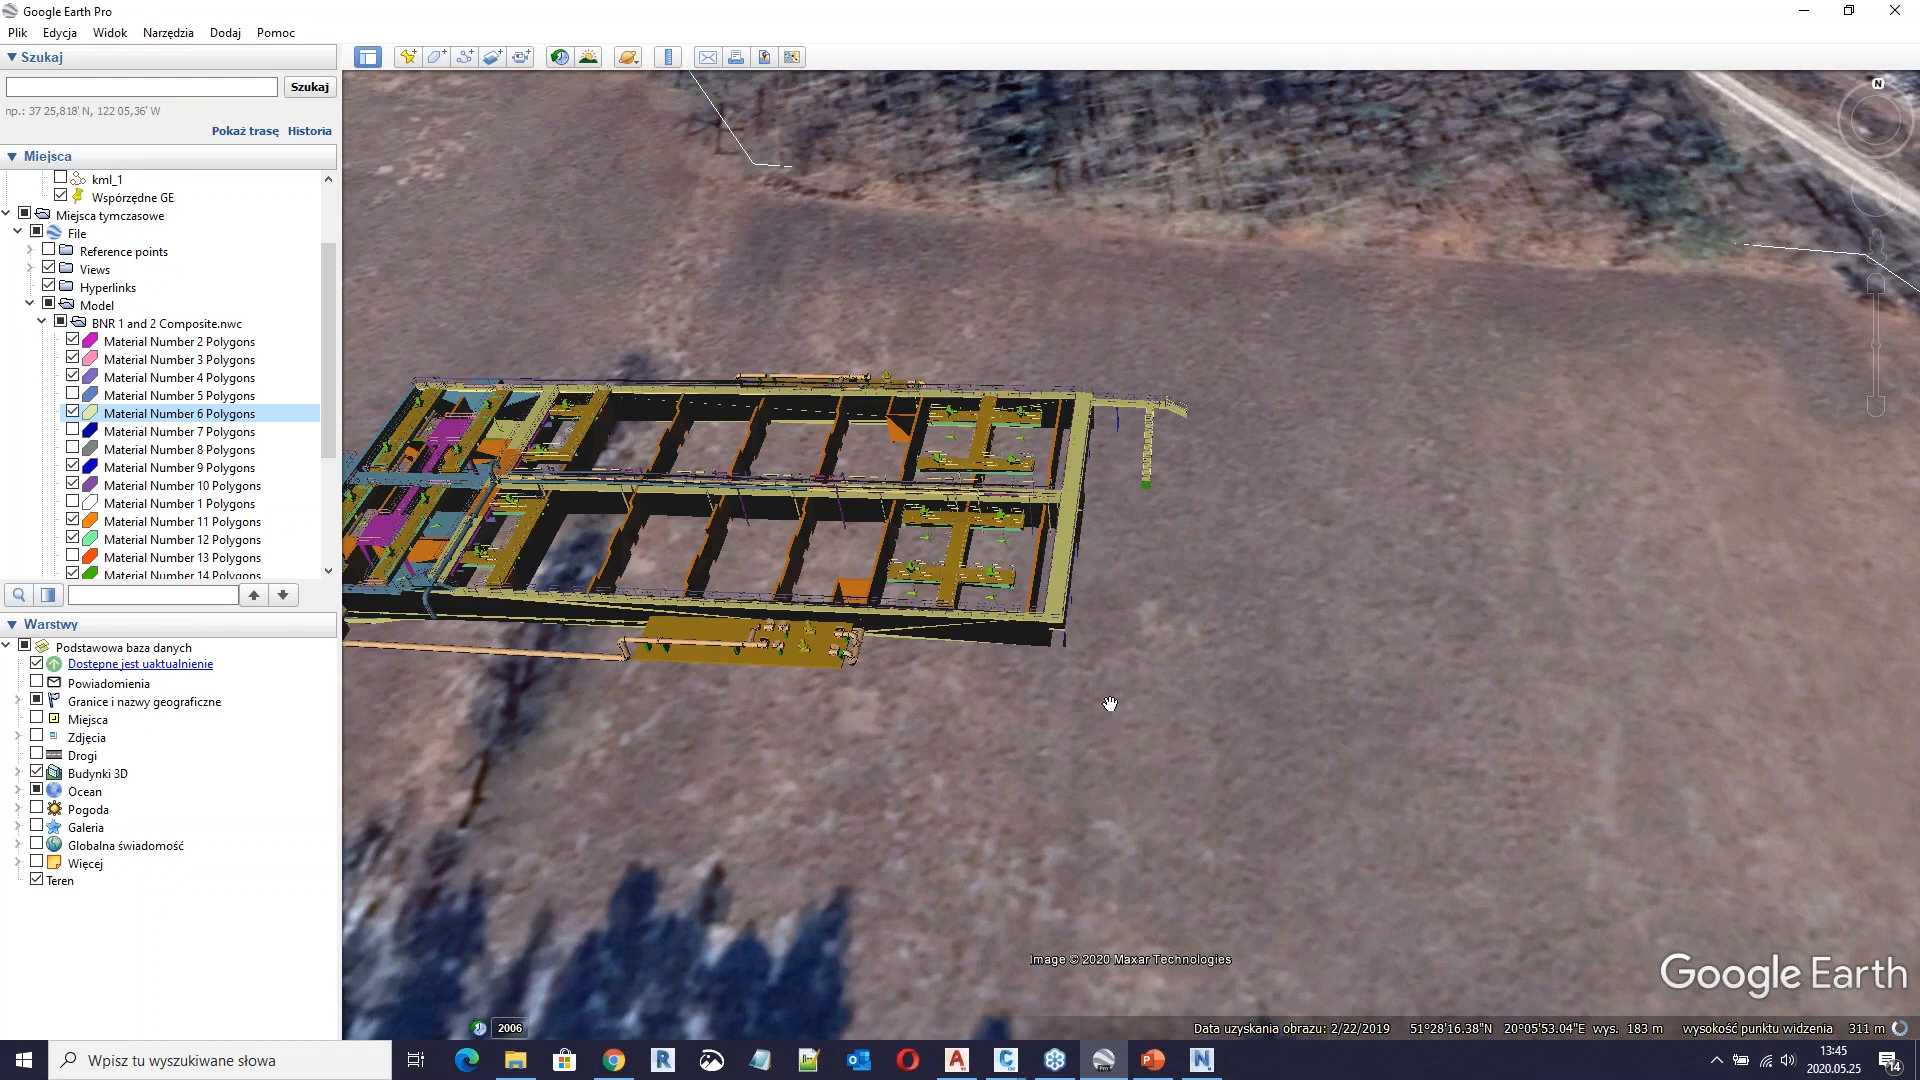 Google Earth Pro
Plik Edycja Widok Narzędzia Dodaj Pomoc
Szukaj
Szukaj
np.: 37 25,818' N, 122 05,36' W
Pokaż trasę Historia
Miejsca
kml_1
Wspórzędne GE
Miejsca tymczasowe
File
Reference points
Views
Hyperlinks
Model
BNR 1 and 2 Composite.nwc
Material Number 2 Polygons
Material Number 3 Polygons
Material Number 4 Polygons
Material Number 5 Polygons
Material Number 6 Polygons
Material Number 7 Polygons
Material Number 8 Polygons
Material Number 9 Polygons
Material Number 10 Polygons
Material Number 1 Polygons
Material Number 11 Polygons
Material Number 12 Polygons
Material Number 13 Polygons
Material Number 14 Polygons
Warstwy
Podstawowa baza danych
Dostępne jest uaktualnienie
Powiadomienia
Granice i nazwy geograficzne
Miejsca
Zdjęcia
Drogi
Budynki 3D
Ocean
Pogoda
Galeria
Globalna świadomość
Więcej
Teren
N
Image © 2020 Maxar Technologies
Google Earth
2006
Data uzyskania obrazu: 2/22/2019 51°28'16.38"N 20°05'53.04"E wys. 183 m wysokość punktu widzenia 311 m
Wpisz tu wyszukiwane słowa
13:45
2020.05.25
14